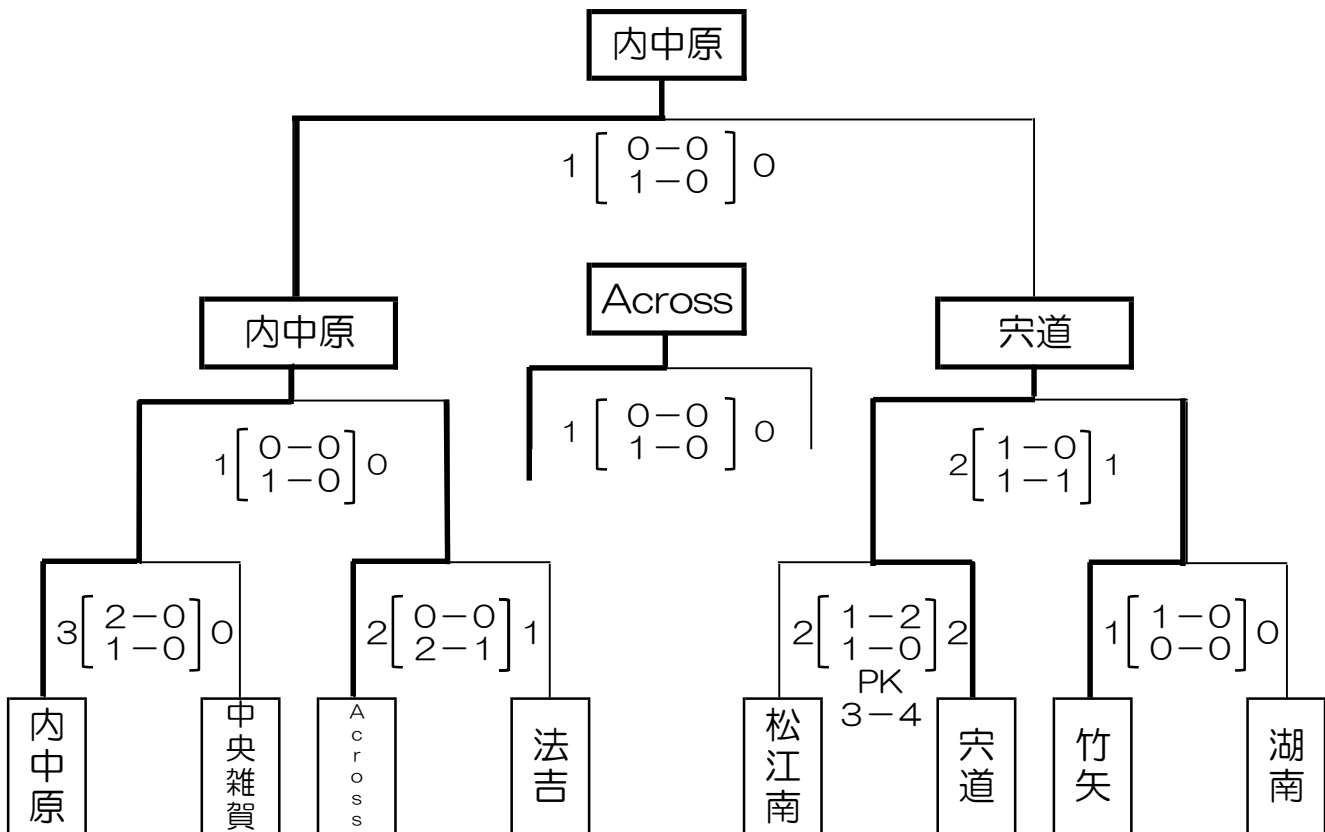 内中原
1 [ 0-0 ] 0
1-0
内中原
Across
宍道
1 [ 0-0 ] 0
1-0
1 [ 0-0 ] 0
1-0
2 [ 1-0 ] 1
1-1
3 [ 2-0 ] 0
1-0
2 [ 0-0 ] 1
2-1
2 [ 1-2 ] 2
1-0
PK
3-4
1 [ 1-0 ] 0
0-0
内中原
中央雑賀
Across
法吉
松江南
宍道
竹矢
湖南